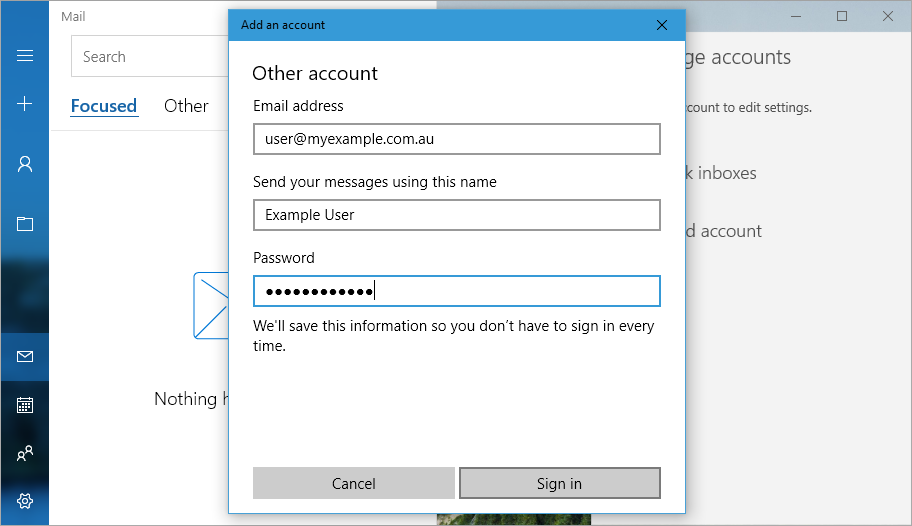 Mail
Add an account
Search
Focused
Other
Other account
Email address
user@myexample.com.au
Send your messages using this name
Example User
Password
●●●●●●●●●●●●
We'll save this information so you don't have to sign in every
time.
Cancel
Sign in
Nothing h
ge accounts
count to edit settings.
k inboxes
d account